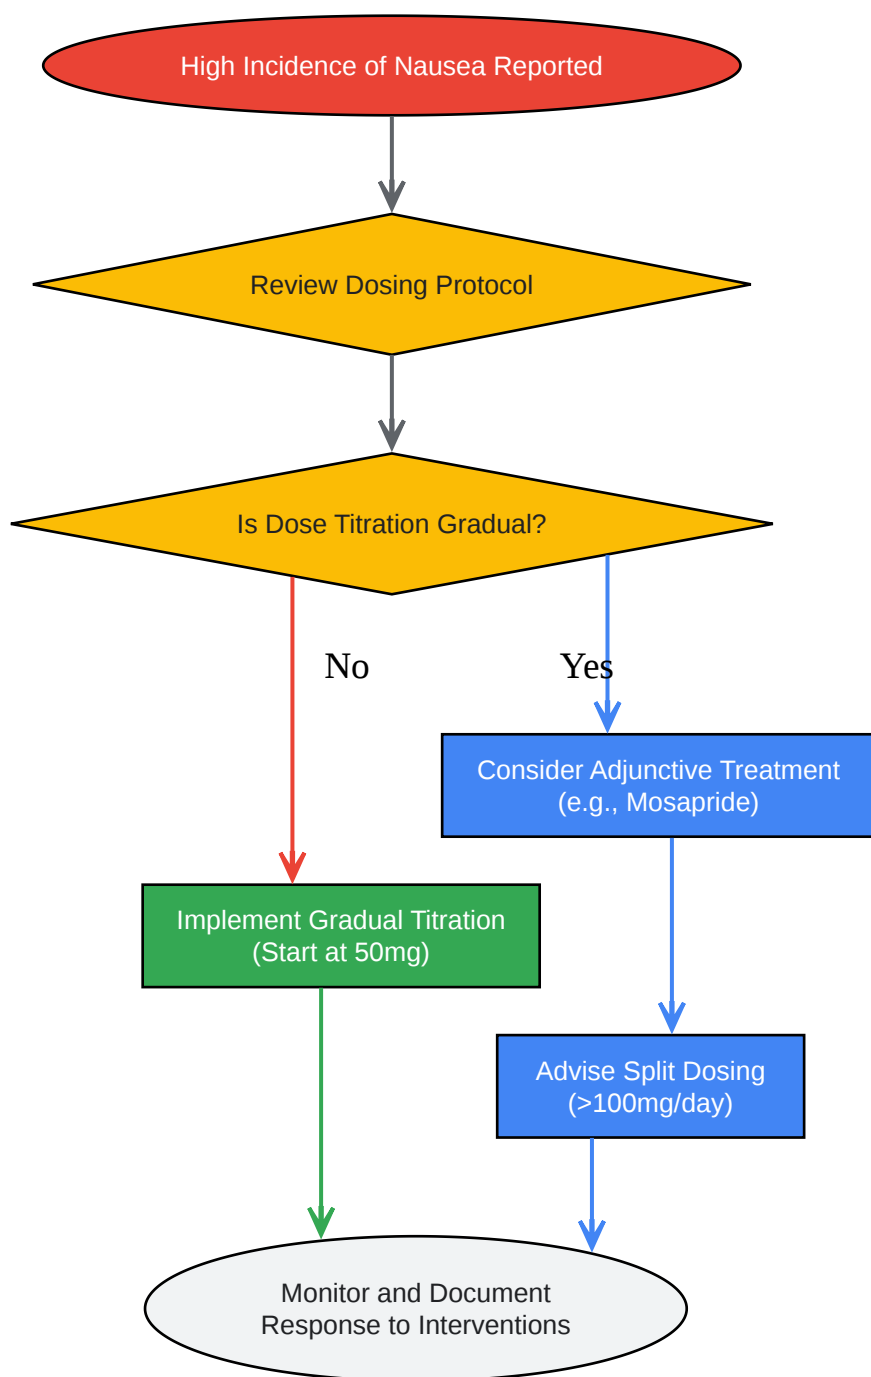 High Incidence of Nausea Reported
Review Dosing Protocol
Is Dose Titration Gradual?
No
Yes
Consider Adjunctive Treatment
(e.g., Mosapride)
Implement Gradual Titration
(Start at 50mg)
Advise Split Dosing
(>100mg/day)
Monitor and Document
Response to Interventions